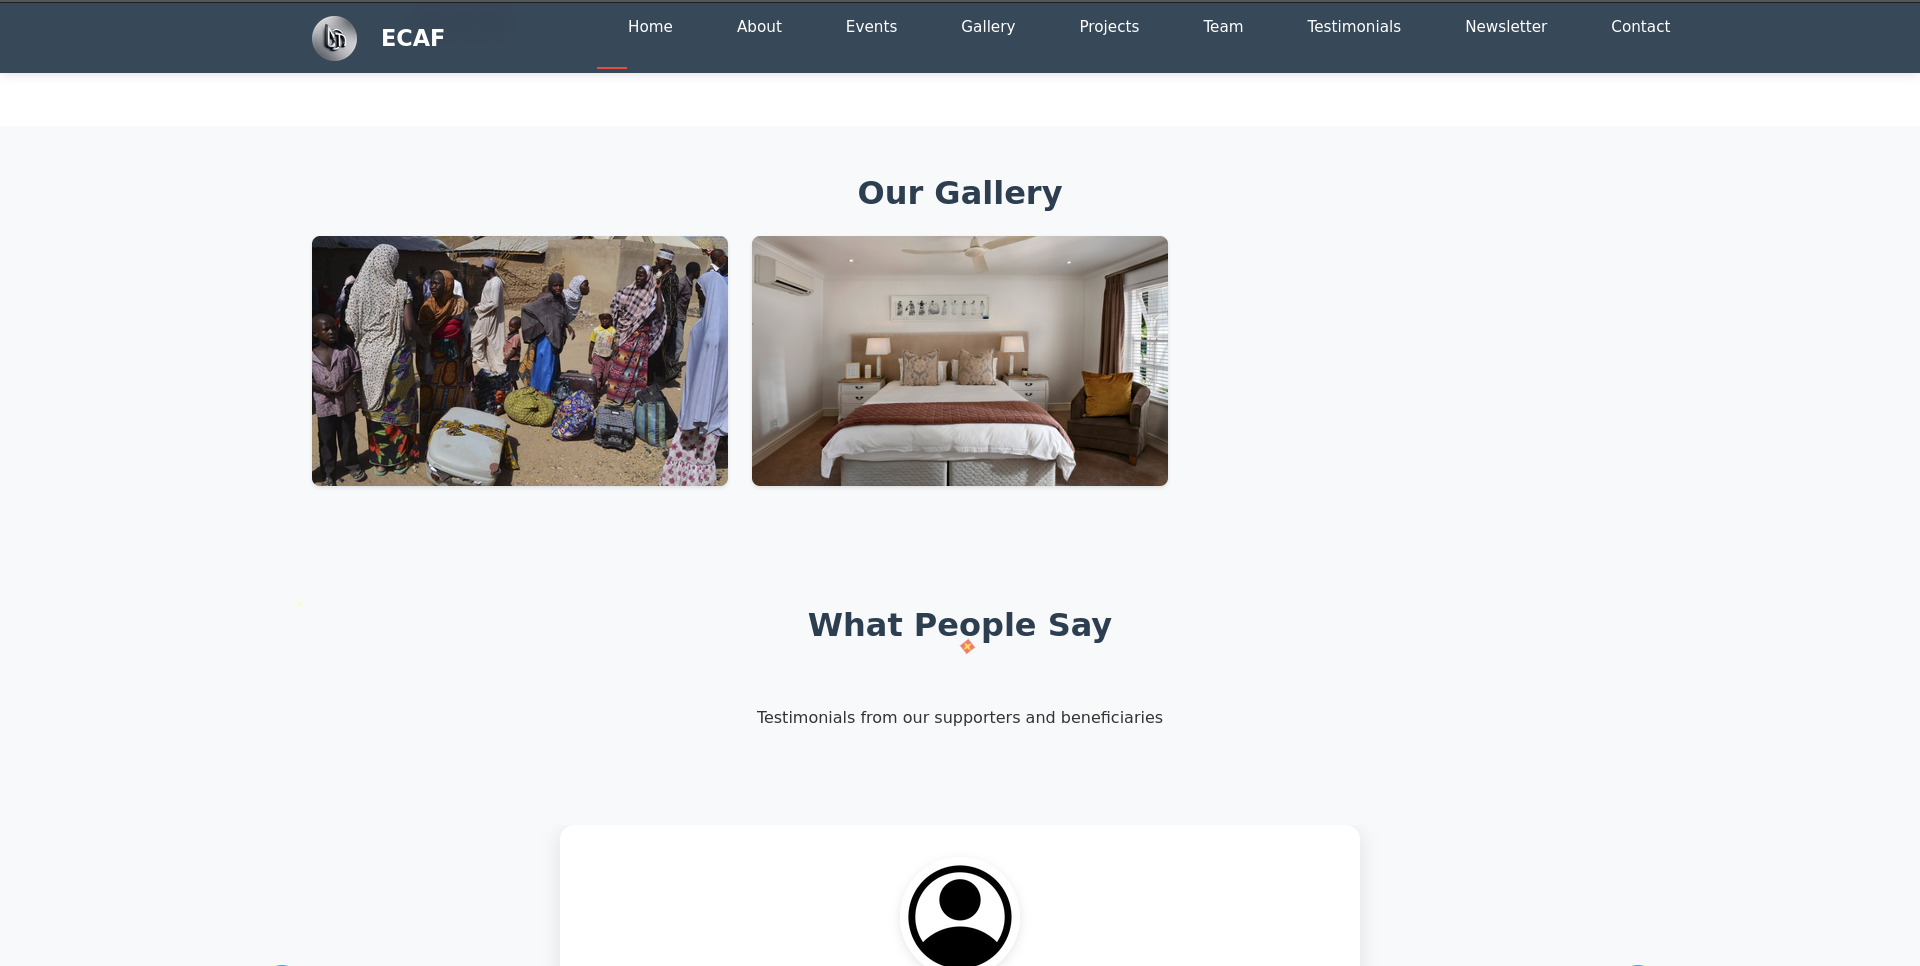 ECAF
Home
About
Events
Gallery
Projects
Team
Testimonials
Newsletter
Contact
Our Gallery
What People Say
Testimonials from our supporters and beneficiaries